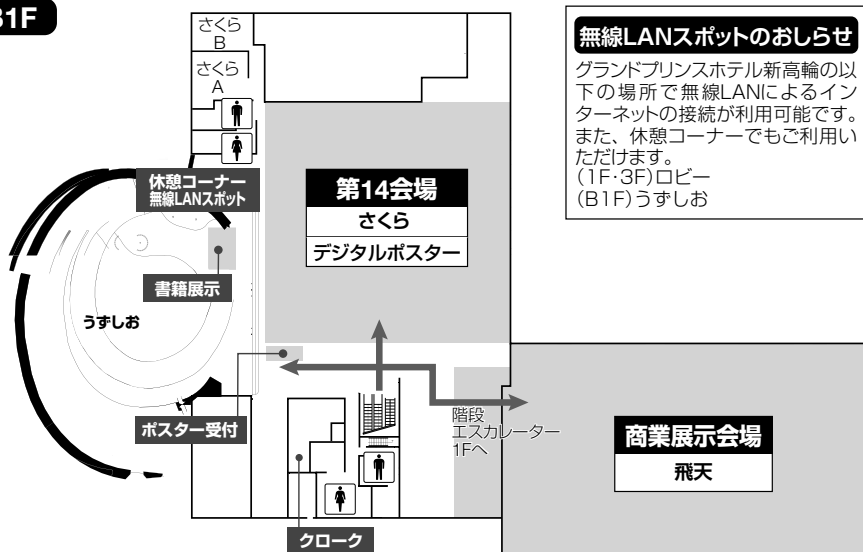 B1F
さくら
B
さくら
A
休憩コーナー
無線LANスポット
書籍展示
うずしお
ポスター受付
クローク
第14会場
さくら
デジタルポスター
階段
エスカレーター
1Fへ
商業展示会場
飛天
無線LANスポットのおしらせ
グランドプリンスホテル新高輪の以
下の場所で無線LANによるイン
ターネットの接続が利用可能です。
また、休憩コーナーでもご利用い
ただけます。
(1F・3F)ロビー
(B1F)うずしお